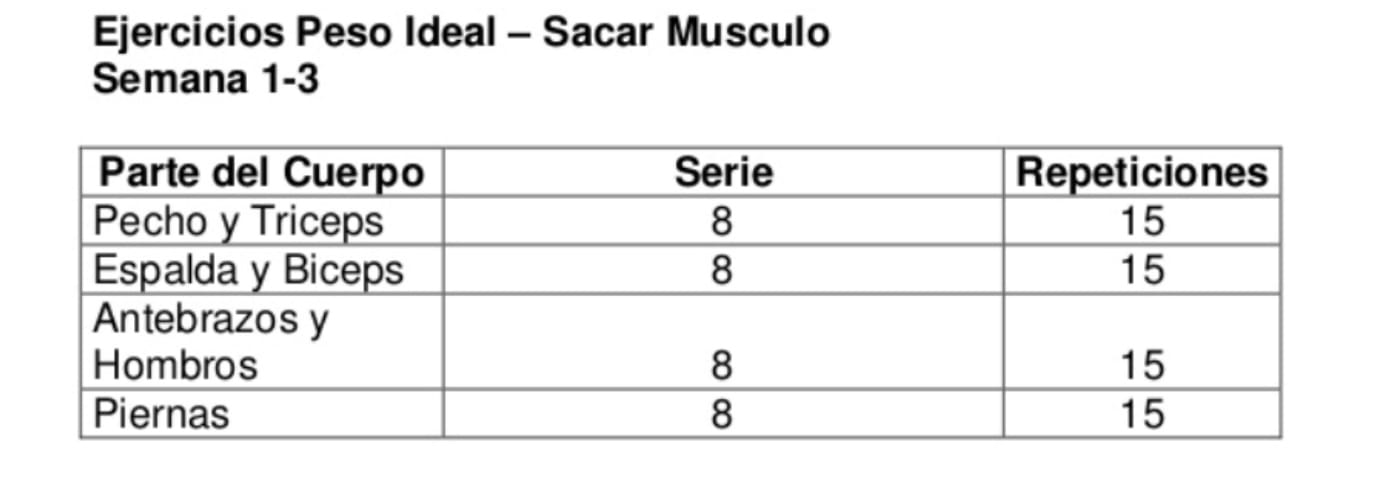 Ejercicios Peso Ideal – Sacar Musculo
Semana 1-3
Parte del Cuerpo Serie Repeticiones
Pecho y Triceps 8 15
Espalda y Biceps 8 15
Antebrazos y
Hombros 8 15
Piernas 8 15